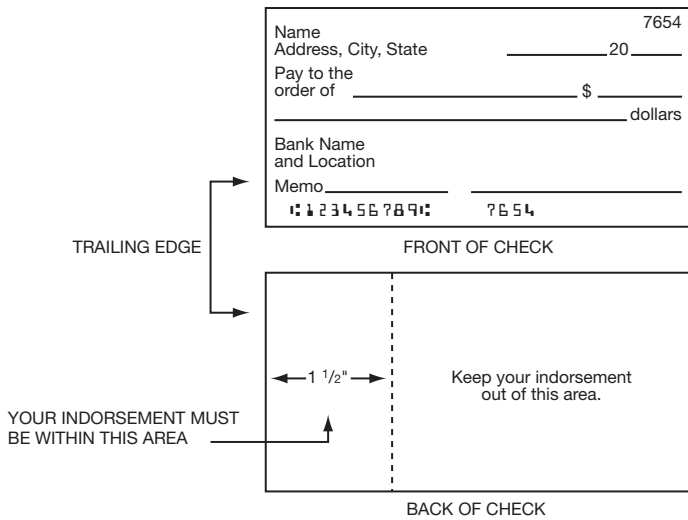 7654
Name
Address, City, State 20
Pay to the
order of $
dollars
Bank Name
and Location
Memo
⑆123456789⑆ 7654
TRAILING EDGE
FRONT OF CHECK
1 1/2"
Keep your indorsement
out of this area.
YOUR INDORSEMENT MUST
BE WITHIN THIS AREA
BACK OF CHECK